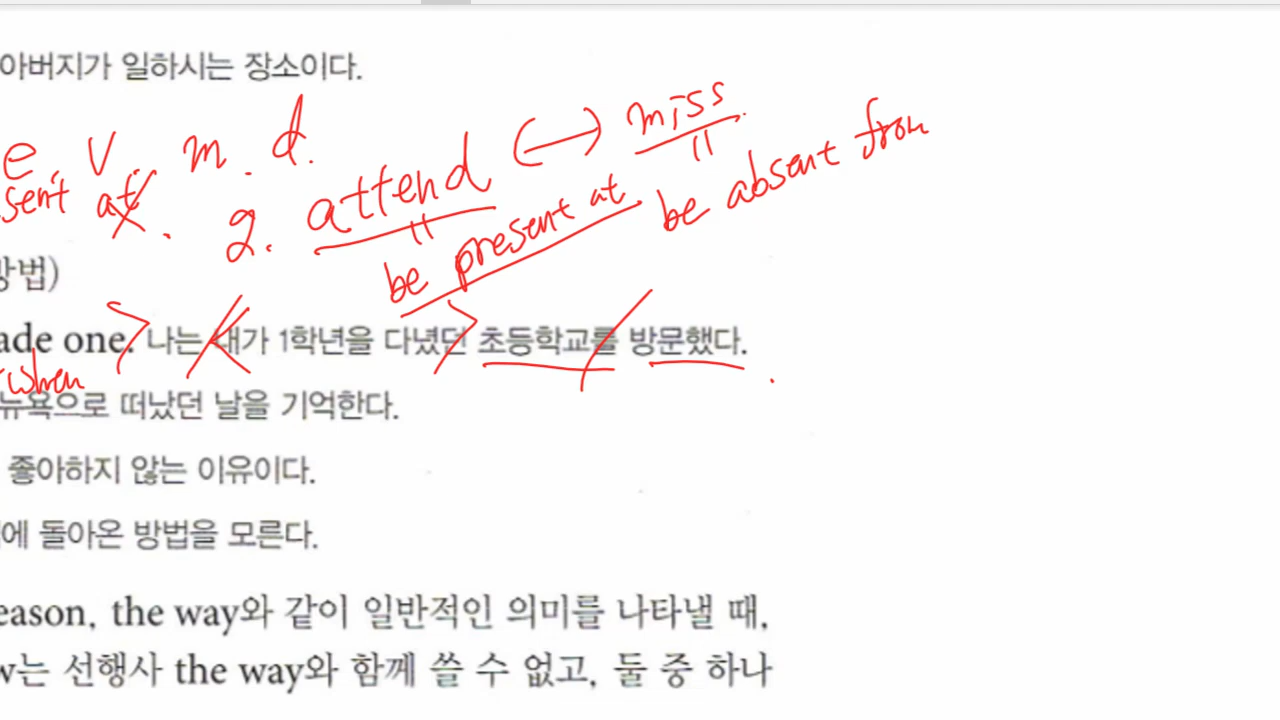 아버지가 일하시는 장소이다.
e. v. m. d.
sent at. g. attend (↔) miss
be present at be absent from
방법)
ade one. 나는 내가 1학년을 다녔던 초등학교를 방문했다.
when
뉴욕으로 떠났던 날을 기억한다.
좋아하지 않는 이유이다.
에 돌아온 방법을 모른다.
eason, the way와 같이 일반적인 의미를 나타낼 때,
w는 선행사 the way와 함께 쓸 수 없고, 둘 중 하나